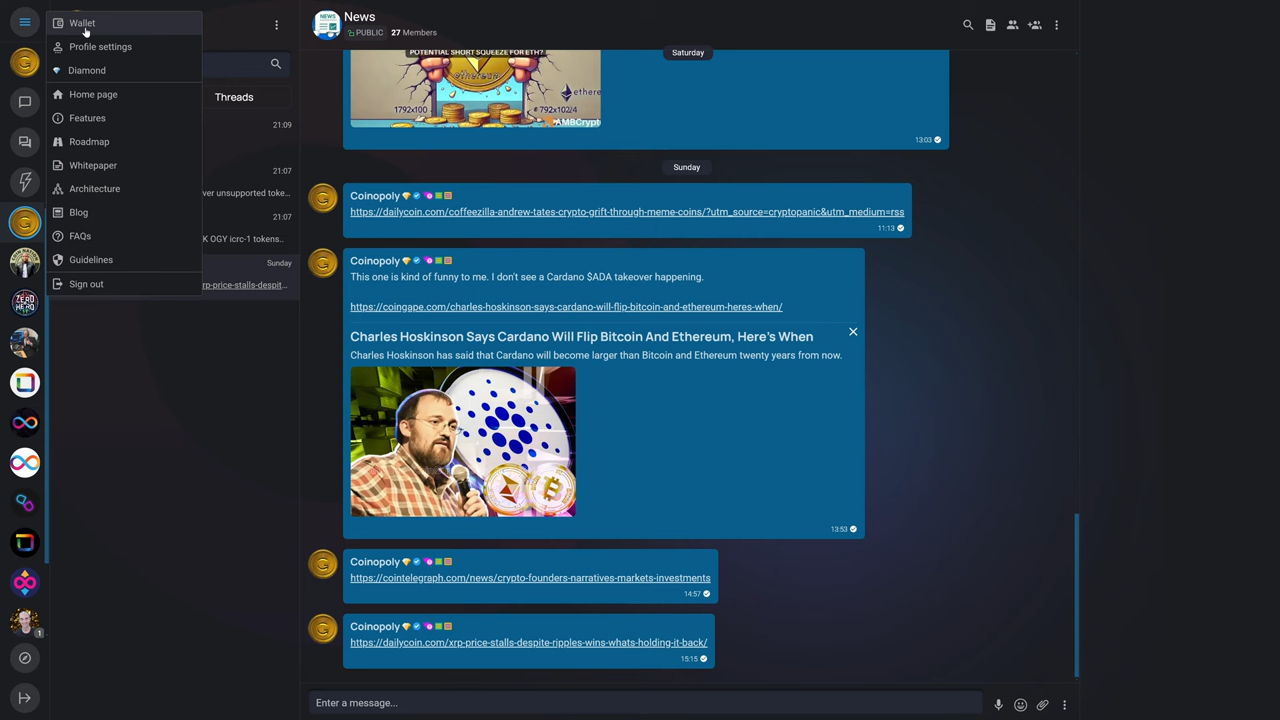 Wallet
Profile settings
Diamond
Home page
Features
Roadmap
Whitepaper
Architecture
Blog
FAQs
Guidelines
Sign out
Threads
21:09
21:07
ver unsupported toke...
21:07
K OGY icrc-1 tokens..
Sunday
rp-price-stalls-despit...
1
News
PUBLIC 27 Members
Saturday
POTENTIAL SHORT SQUEEZE FOR ETH?
ethereum
ethere
1792x100
792x102/4
AMBCrypt
13:03
Sunday
Coinopoly
https://dailycoin.com/coffeezilla-andrew-tates-crypto-grift-through-meme-coins/?utm_source=cryptopanic&utm_medium=rss
11:13
Coinopoly
This one is kind of funny to me. I don't see a Cardano $ADA takeover happening.
https://coingape.com/charles-hoskinson-says-cardano-will-flip-bitcoin-and-ethereum-heres-when/
Charles Hoskinson Says Cardano Will Flip Bitcoin And Ethereum, Here's When
Charles Hoskinson has said that Cardano will become larger than Bitcoin and Ethereum twenty years from now.
13:53
Coinopoly
https://cointelegraph.com/news/crypto-founders-narratives-markets-investments
14:57
Coinopoly
https://dailycoin.com/xrp-price-stalls-despite-ripples-wins-whats-holding-it-back/
15:15
Enter a message...